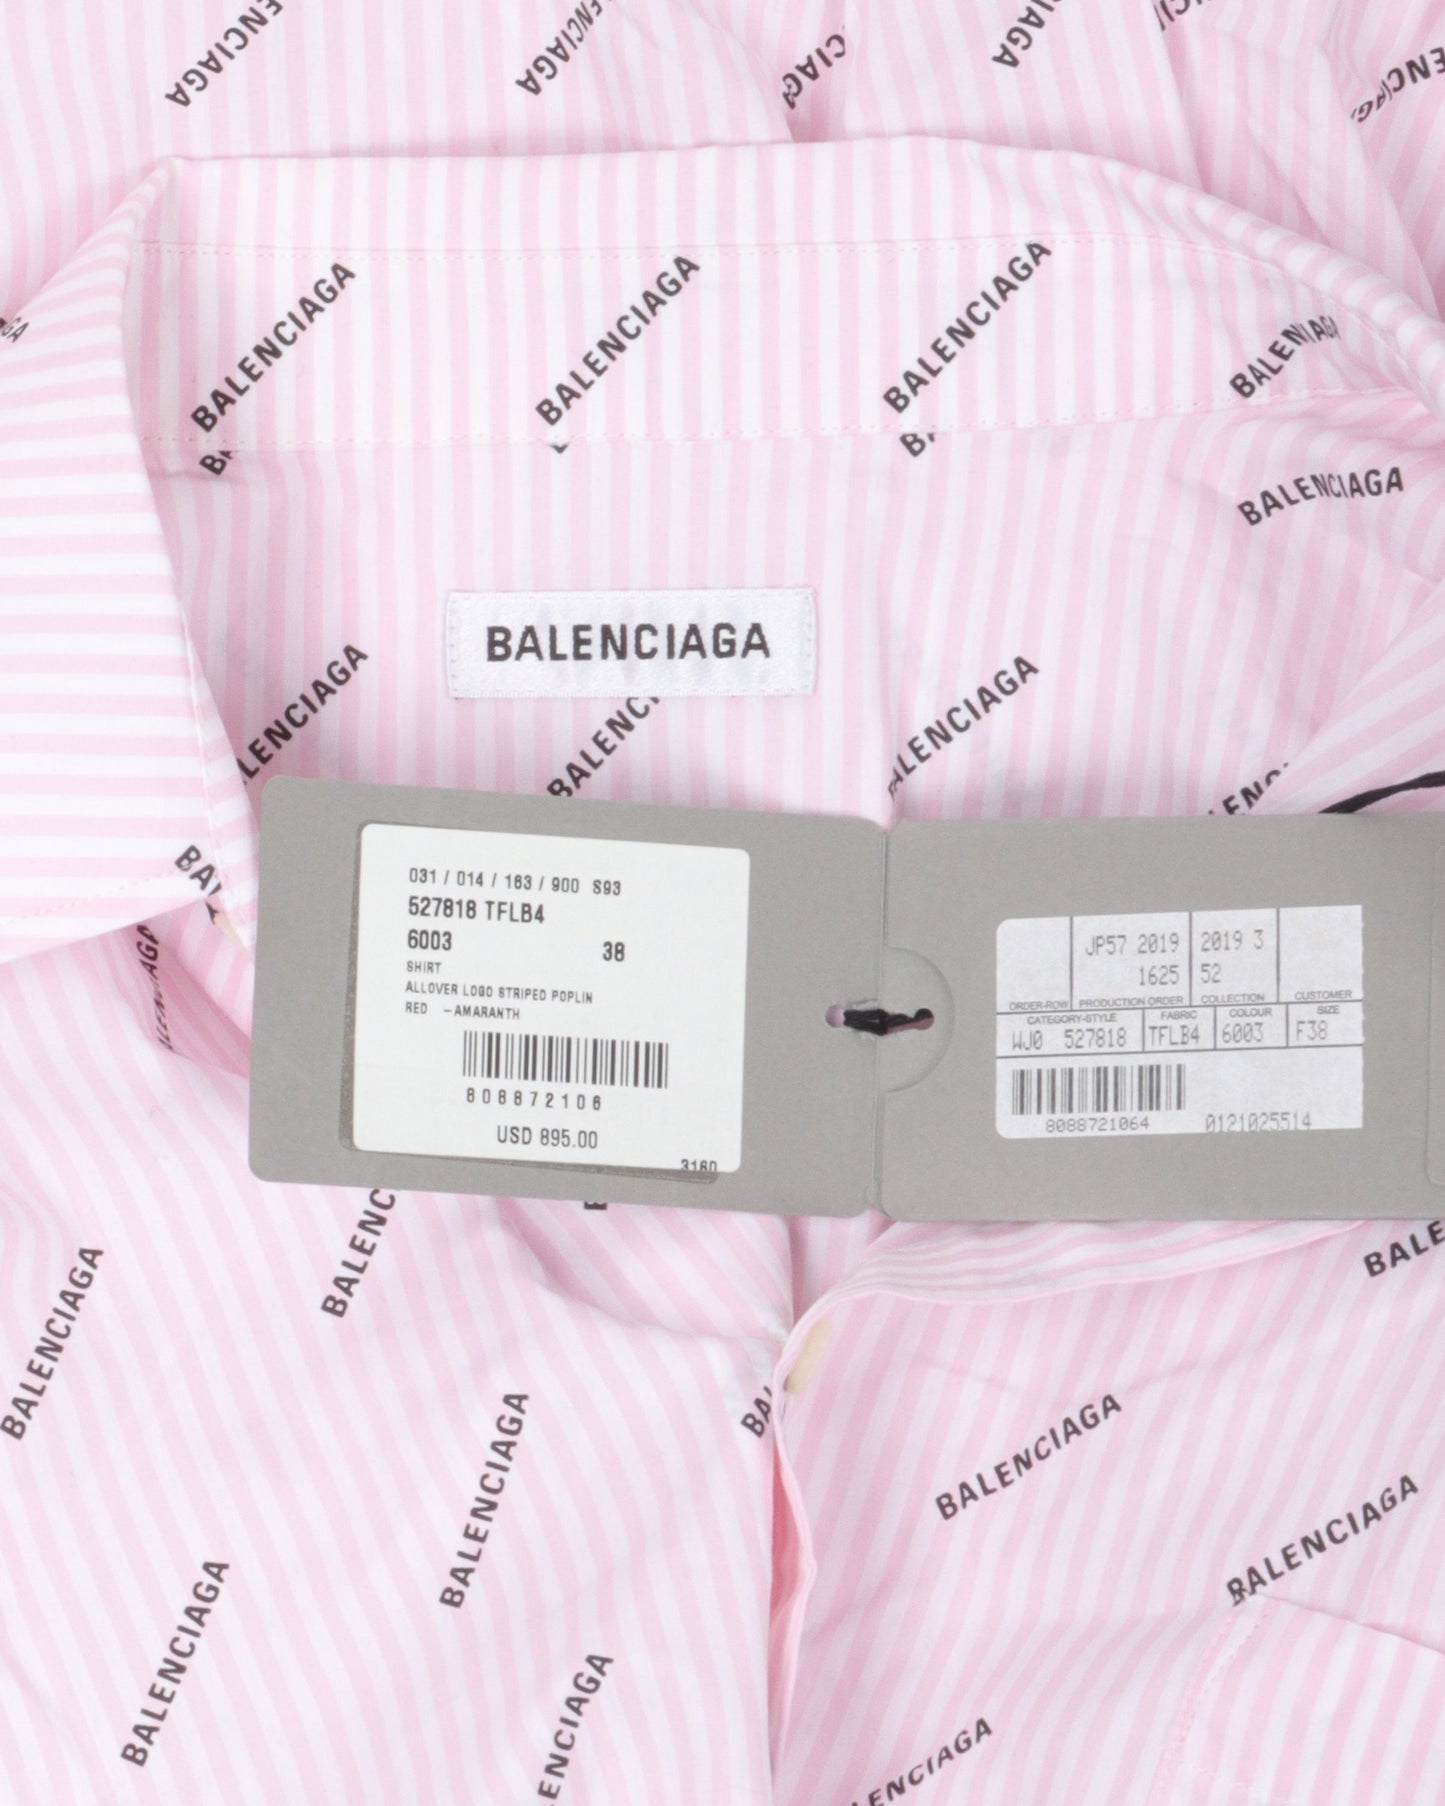 BALENCIAGA
BALENCIAGA
BALENCIAGA
BALENCIAGA
BALENCIAGA
BALENCIAGA
BALENCIAGA
BALENCIAGA
BALENCIAGA
BALENCIAGA
031 / 014 / 163 / 900 S93
527818 TFLB4
6003 38
SHIRT
ALLOVER LOGO STRIPED POPLIN
RED - AMARANTH
808872106
USD 895.00
3160
JP57 2019 2019 3
1625 52
ORDER-ROW PRODUCTION ORDER COLLECTION CUSTOMER
CATEGORY-STYLE FABRIC COLOUR SIZE
WJ0 527818 TFLB4 6003 F38
8088721064 0121025514
BALENCIAGA
BALENCIAGA
BALENCIAGA
BALENCIAGA
BALENCIAGA